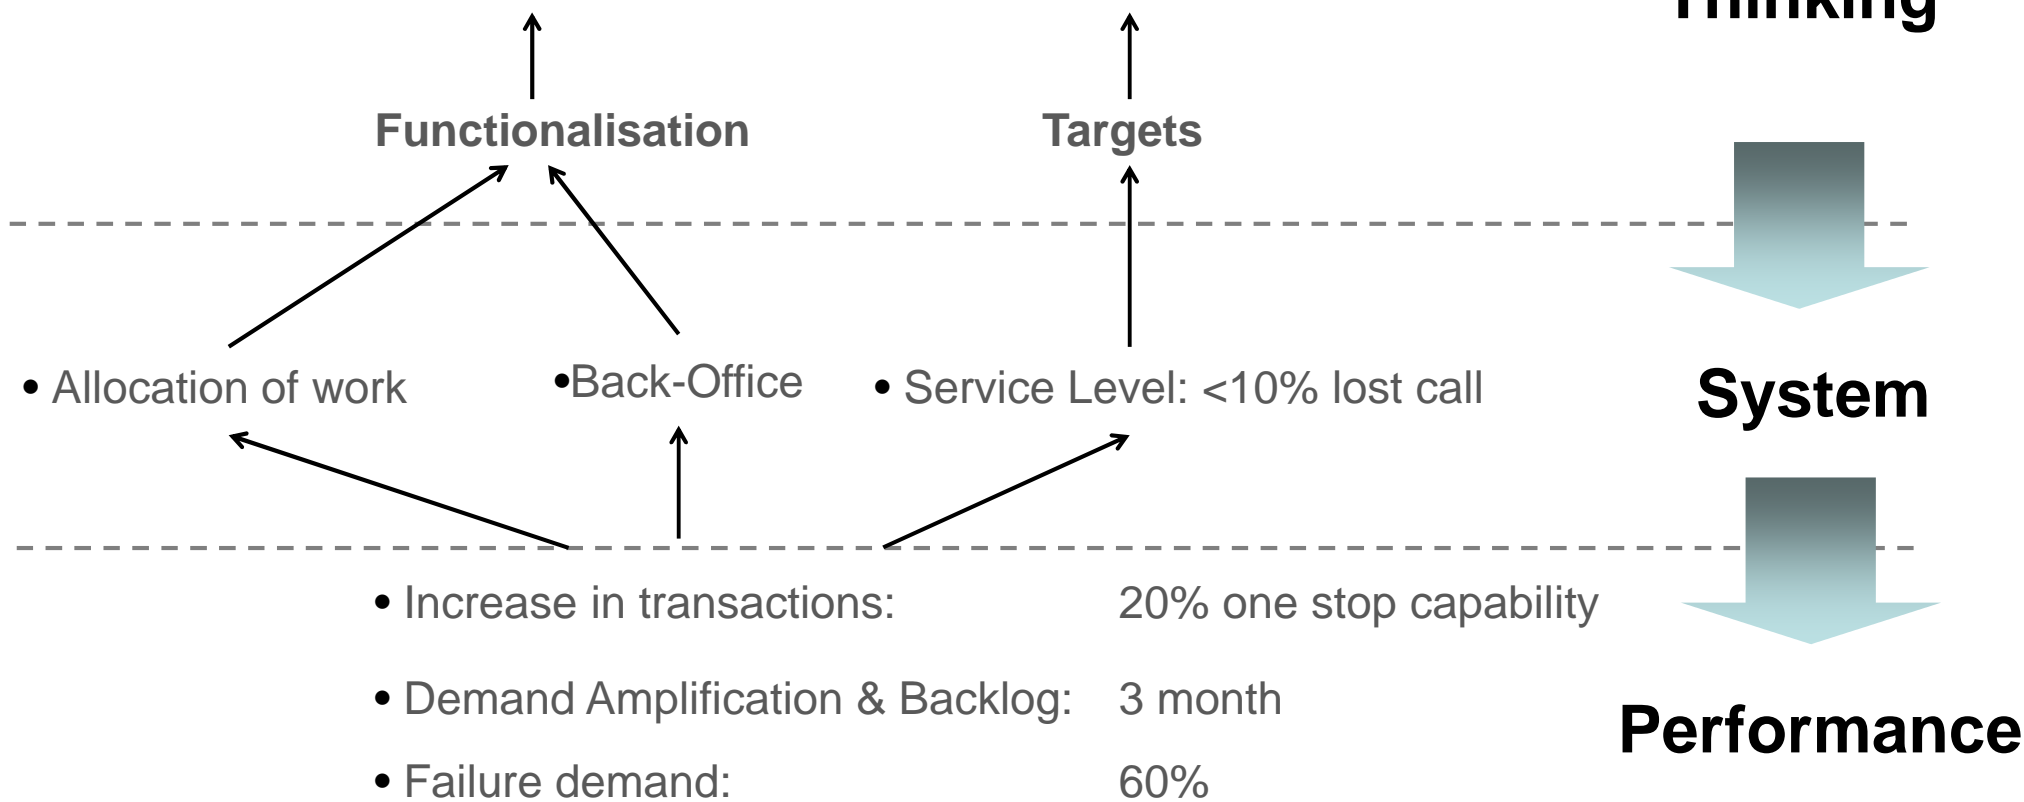 Thinking
Functionalisation Targets
• Allocation of work •Back-Office • Service Level: <10% lost call System
• Increase in transactions: 20% one stop capability
• Demand Amplification & Backlog: 3 month
Performance
• Failure demand: 60%